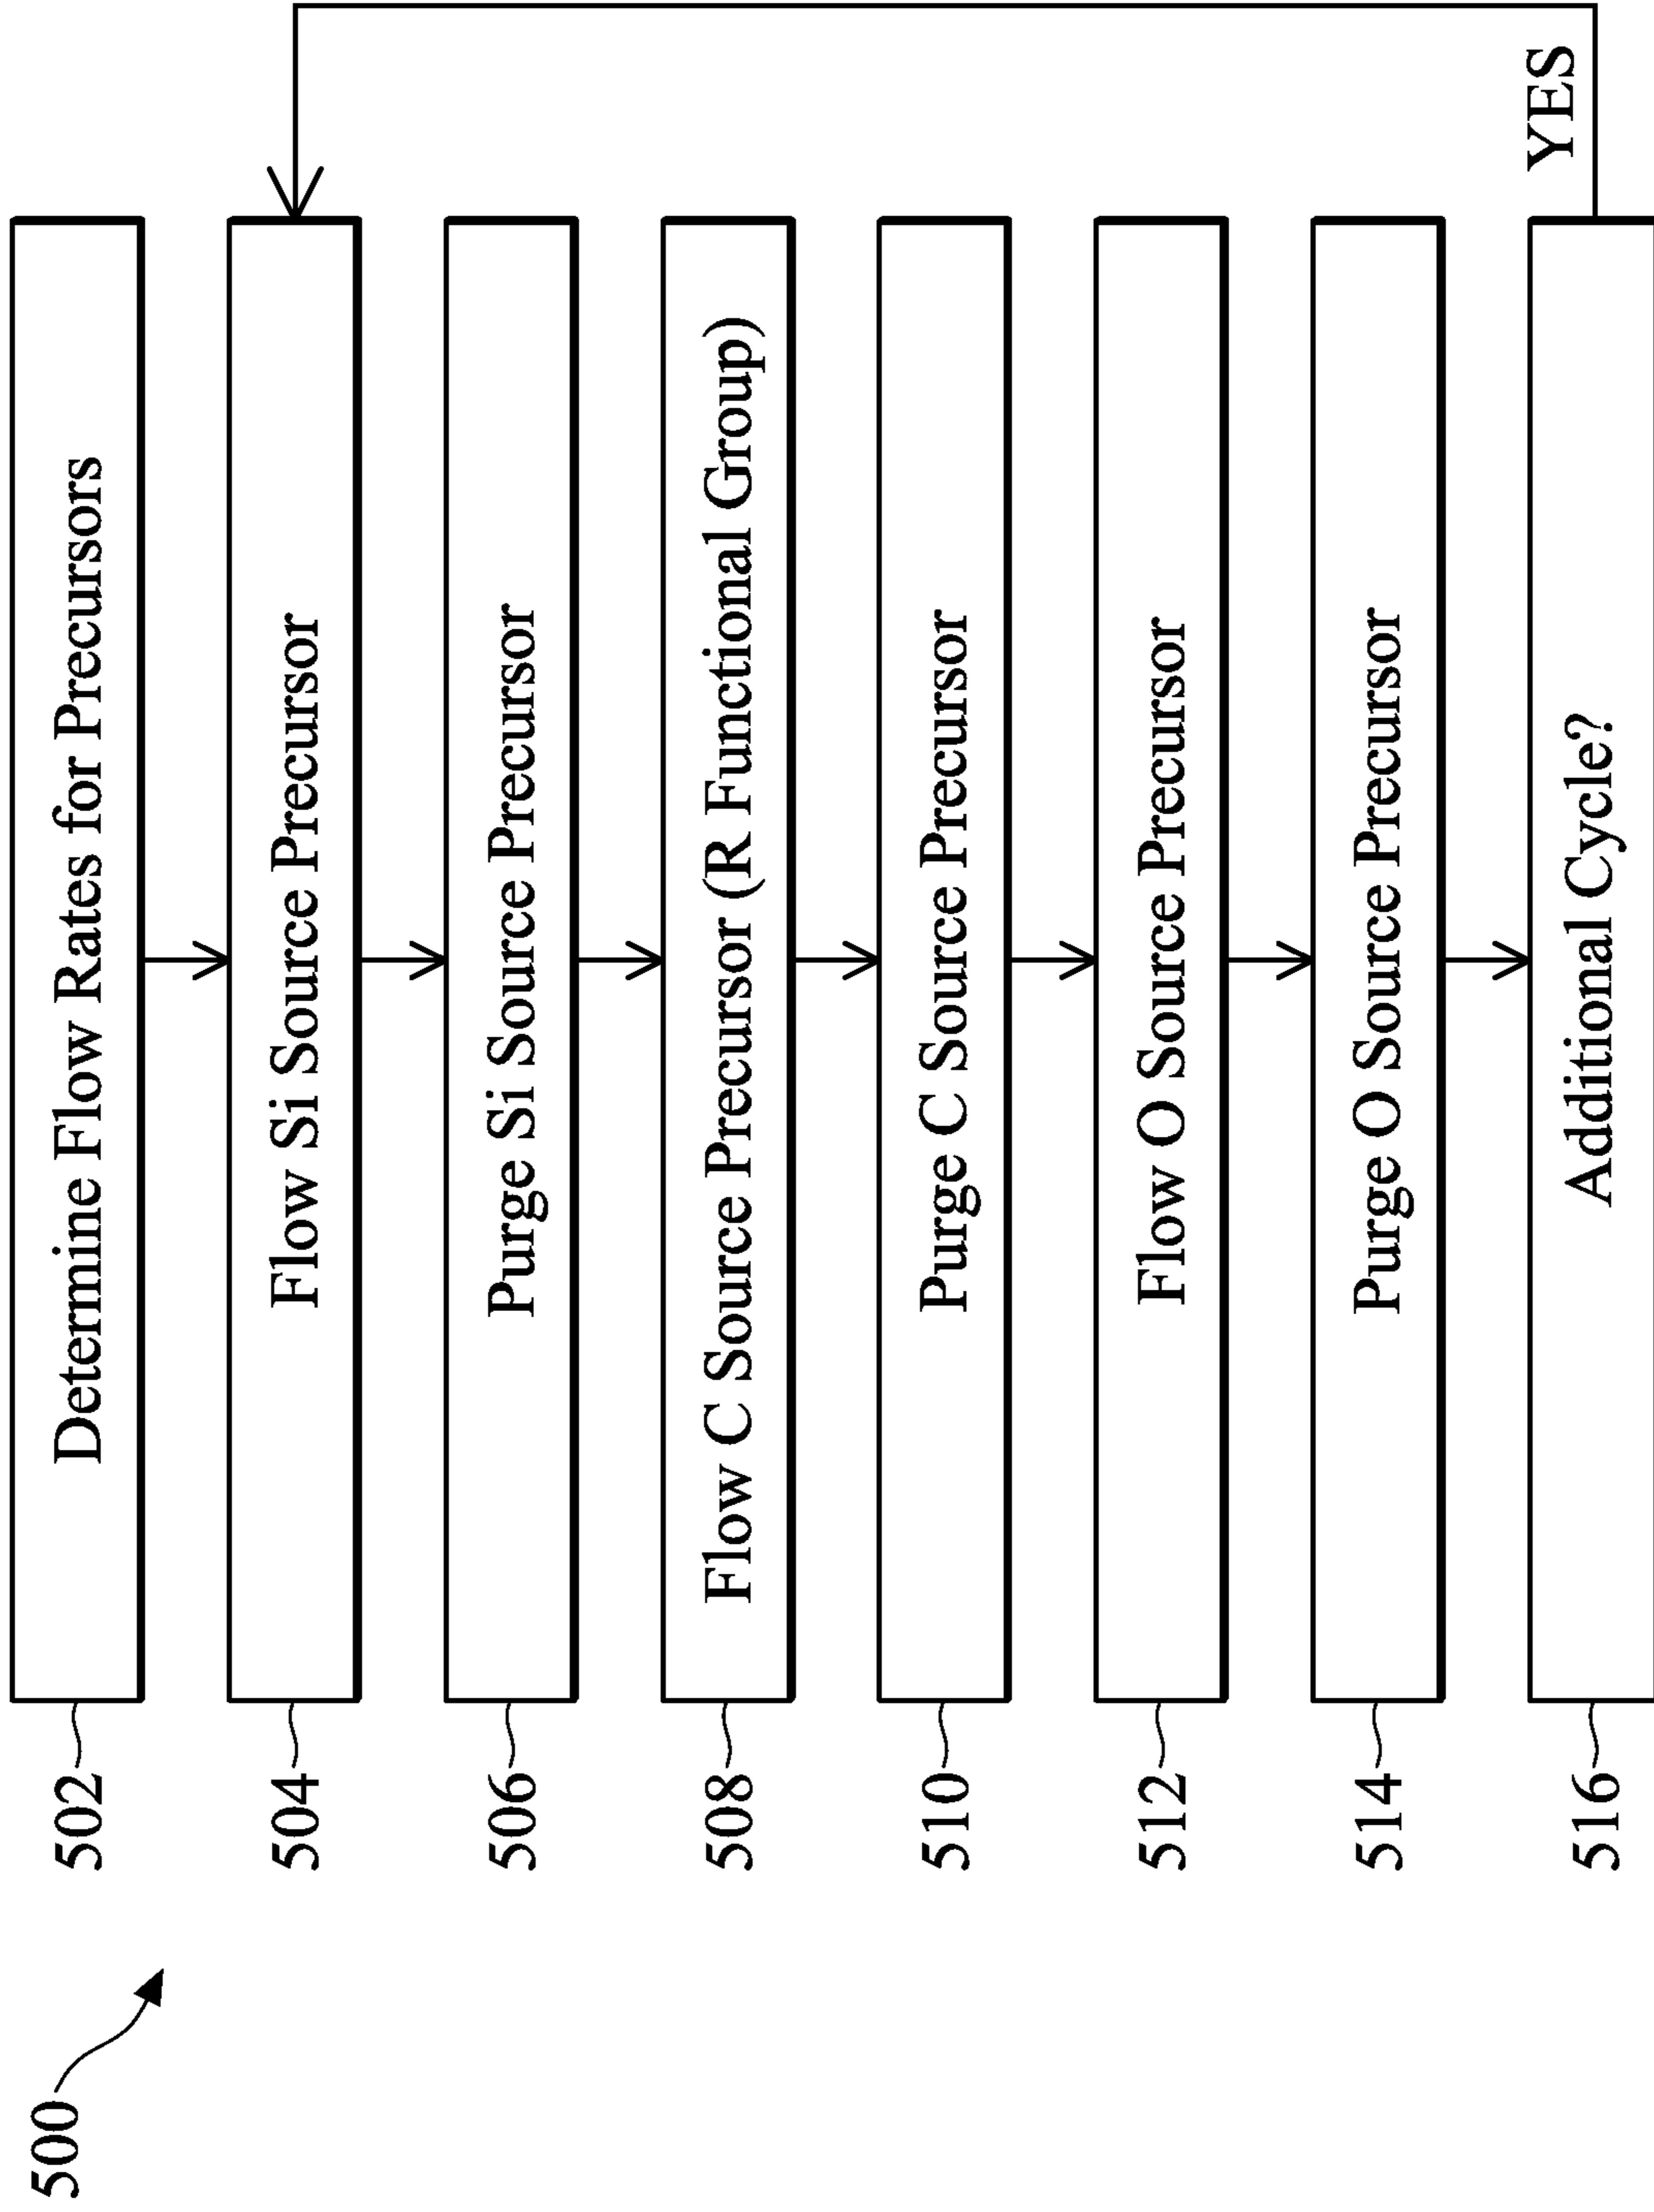 500
502
Determine Flow Rates for Precursors
504
Flow Si Source Precursor
506
Purge Si Source Precursor
508
Flow C Source Precursor (R Functional Group)
510
Purge C Source Precursor
512
Flow O Source Precursor
514
Purge O Source Precursor
516
Additional Cycle?
YES